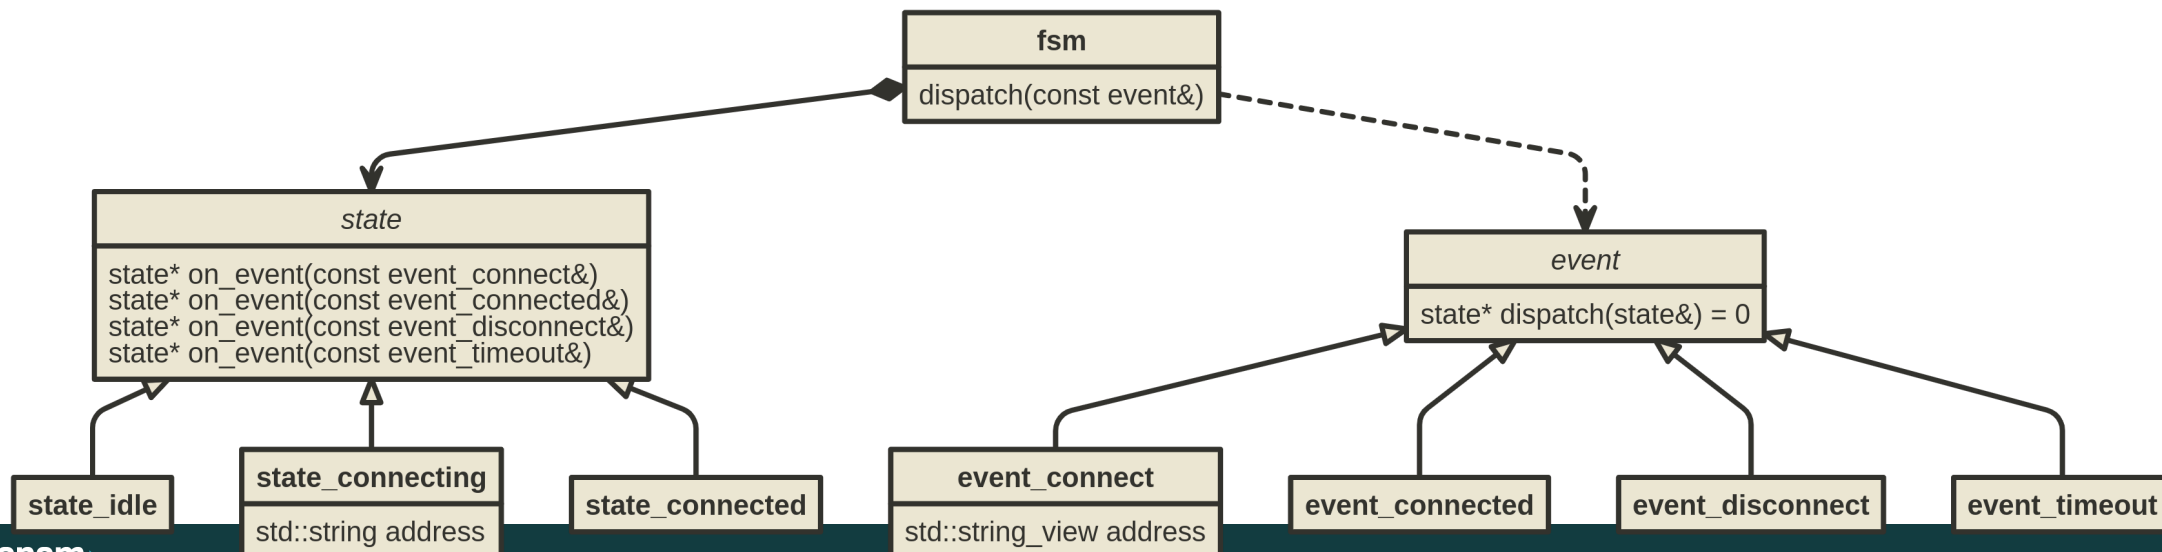 fsm
dispatch(const event&)
state
state* on_event(const event_connect&)
state* on_event(const event_connected&)
state* on_event(const event_disconnect&)
state* on_event(const event_timeout&)
event
state* dispatch(state&) = 0
state_idle
state_connecting
std::string address
state_connected
event_connect
std::string_view address
event_connected
event_disconnect
event_timeout